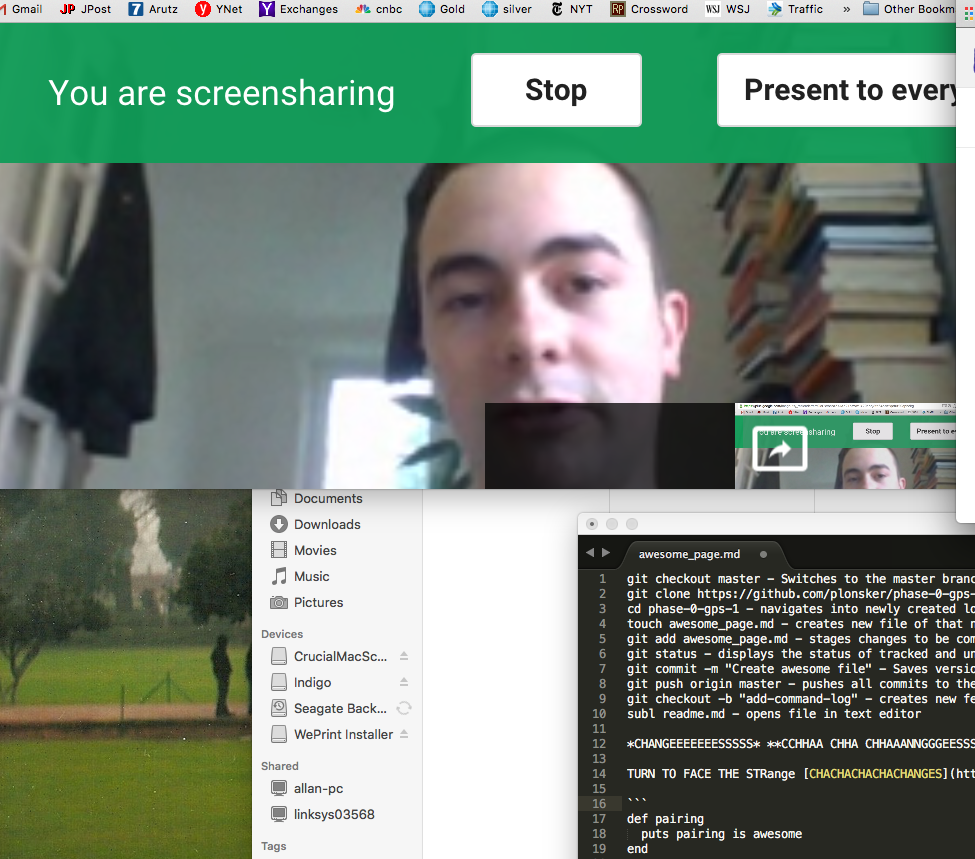 Gmail JP JPost 7 Arutz YNet Exchanges cnbc Gold silver NYT RP Crossword WSJ WSJ Traffic » Other Bookm
You are screensharing Stop Present to every
screensharing Stop Present to ev
Documents
Downloads
Movies
Music
Pictures
Devices
CrucialMacSc...
Indigo
Seagate Back...
WePrint Installer
Shared
allan-pc
linksys03568
Tags
awesome_page.md
1 git checkout master – Switches to the master branc
2 git clone https://github.com/plonsker/phase-0-gps-
3 cd phase-0-gps-1 – navigates into newly created lo
4 touch awesome_page.md – creates new file of that n
5 git add awesome_page.md – stages changes to be com
6 git status – displays the status of tracked and un
7 git commit -m "Create awesome file" – Saves versio
8 git push origin master – pushes all commits to the
9 git checkout -b "add-command-log" – creates new fe
10 subl readme.md – opens file in text editor
11
12 *CHANGEEEEEEESSSSS* **CCHHAA CHHA CHHAAANNGGGEESSS
13
14 TURN TO FACE THE STRange [CHACHACHACHACHANGES](htt
15
16 ```
17 def pairing
18 puts pairing is awesome
19 end